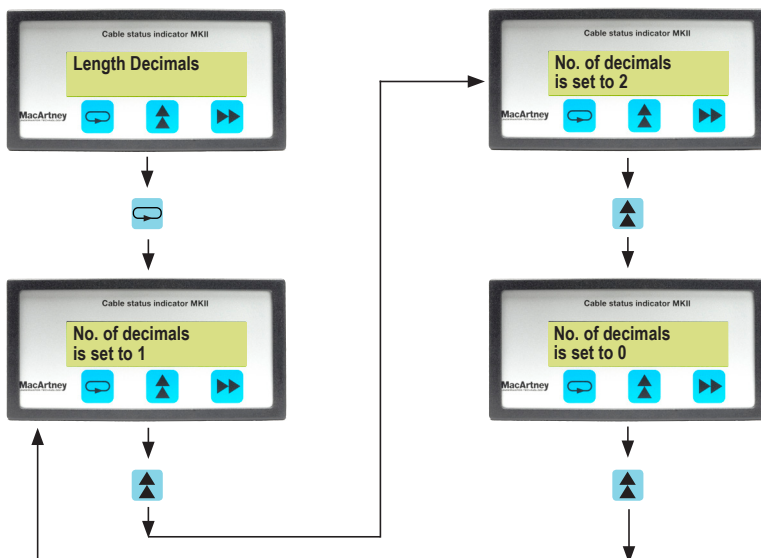 Cable status indicator MKII
Length Decimals
MacArtney
Cable status indicator MKII
No. of decimals
is set to 1
MacArtney
Cable status indicator MKII
No. of decimals
is set to 2
MacArtney
Cable status indicator MKII
No. of decimals
is set to 0
MacArtney